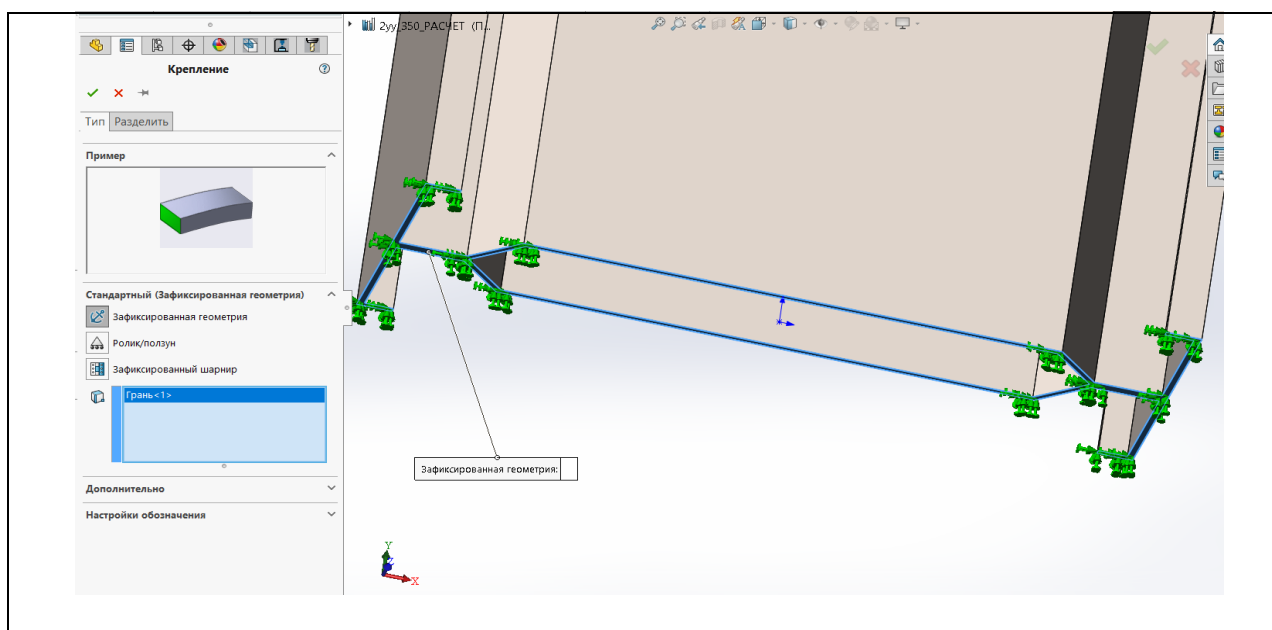 2уу_350_РАСЧЕТ (П...
Крепление
Тип
Разделить
Пример
Стандартный (Зафиксированная геометрия)
Зафиксированная геометрия
Ролик/ползун
Зафиксированный шарнир
Грань<1>
Дополнительно
Настройки обозначения
Зафиксированная геометрия:
Y
Z
X